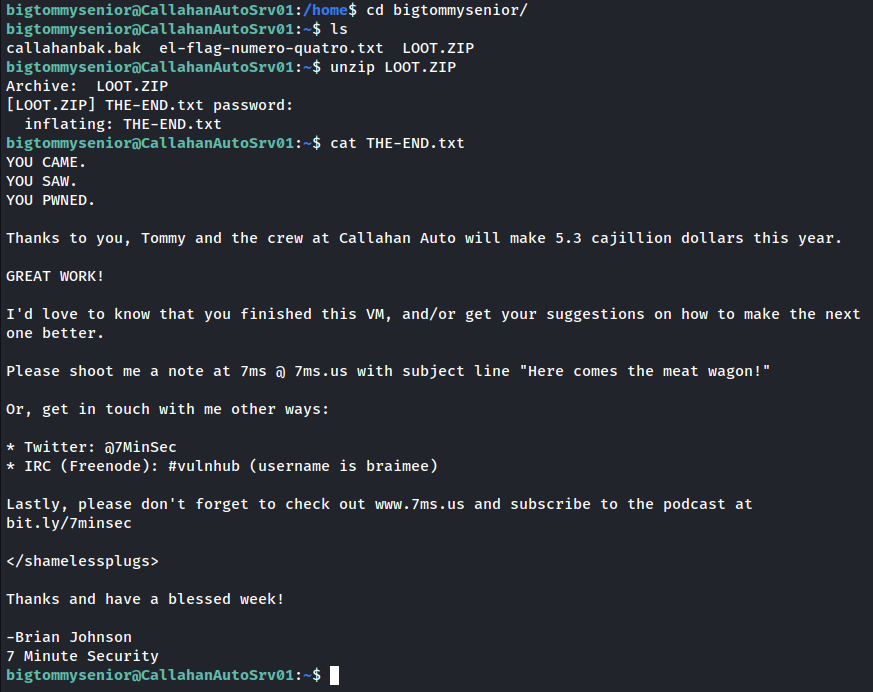 bigtommysenior@CallahanAutoSrv01:/home$ cd bigtommysenior/
bigtommysenior@CallahanAutoSrv01:~$ ls
callahanbak.bak  el-flag-numero-quatro.txt  LOOT.ZIP
bigtommysenior@CallahanAutoSrv01:~$ unzip LOOT.ZIP
Archive:  LOOT.ZIP
[LOOT.ZIP] THE-END.txt password:
  inflating: THE-END.txt
bigtommysenior@CallahanAutoSrv01:~$ cat THE-END.txt
YOU CAME.
YOU SAW.
YOU PWNED.

Thanks to you, Tommy and the crew at Callahan Auto will make 5.3 cajillion dollars this year.

GREAT WORK!

I'd love to know that you finished this VM, and/or get your suggestions on how to make the next
one better.

Please shoot me a note at 7ms @ 7ms.us with subject line "Here comes the meat wagon!"

Or, get in touch with me other ways:

* Twitter: @7MinSec
* IRC (Freenode): #vulnhub (username is braimee)

Lastly, please don't forget to check out www.7ms.us and subscribe to the podcast at
bit.ly/7minsec

</shamelessplugs>

Thanks and have a blessed week!

-Brian Johnson
7 Minute Security
bigtommysenior@CallahanAutoSrv01:~$